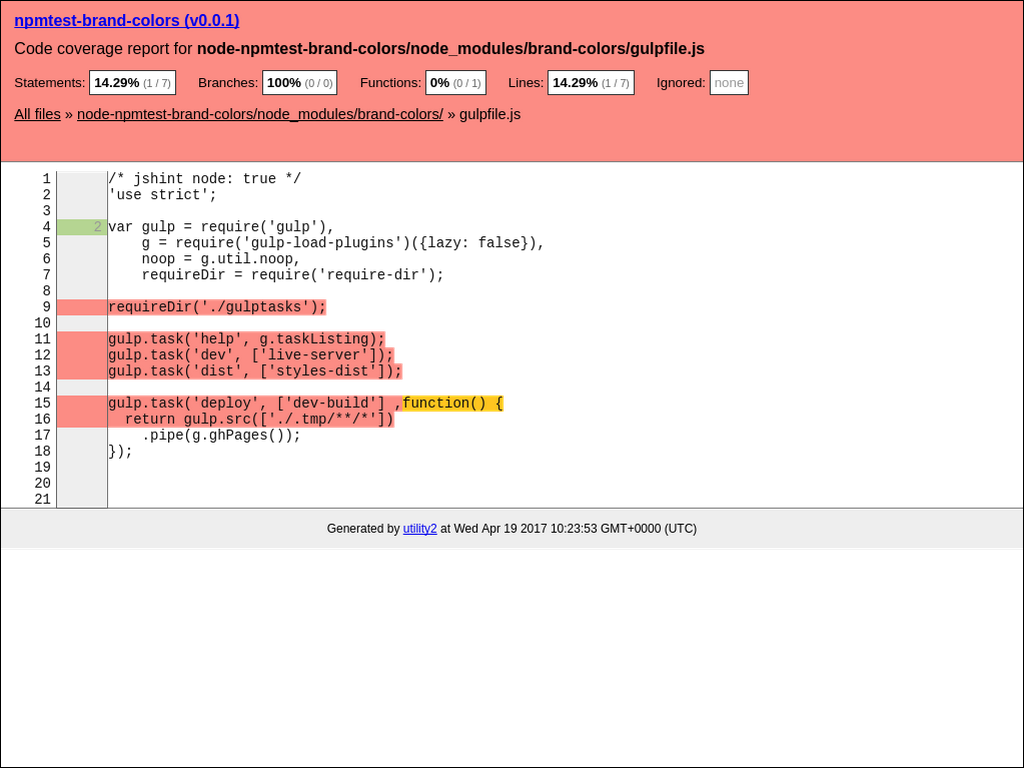 npmtest-brand-colors (v0.0.1)
Code coverage report for node-npmtest-brand-colors/node_modules/brand-colors/gulpfile.js
Statements: 14.29% (1 / 7) Branches: 100% (0 / 0) Functions: 0% (0 / 1) Lines: 14.29% (1 / 7) Ignored: none
All files » node-npmtest-brand-colors/node_modules/brand-colors/ » gulpfile.js
1 /* jshint node: true */
2 'use strict';
3
4 2 var gulp = require('gulp'),
5 g = require('gulp-load-plugins')({lazy: false}),
6 noop = g.util.noop,
7 requireDir = require('require-dir');
8
9 requireDir('./gulptasks');
10
11 gulp.task('help', g.taskListing);
12 gulp.task('dev', ['live-server']);
13 gulp.task('dist', ['styles-dist']);
14
15 gulp.task('deploy', ['dev-build'] ,function() {
16 return gulp.src(['./.tmp/**/*'])
17 .pipe(g.ghPages());
18 });
19
20
21
Generated by utility2 at Wed Apr 19 2017 10:23:53 GMT+0000 (UTC)